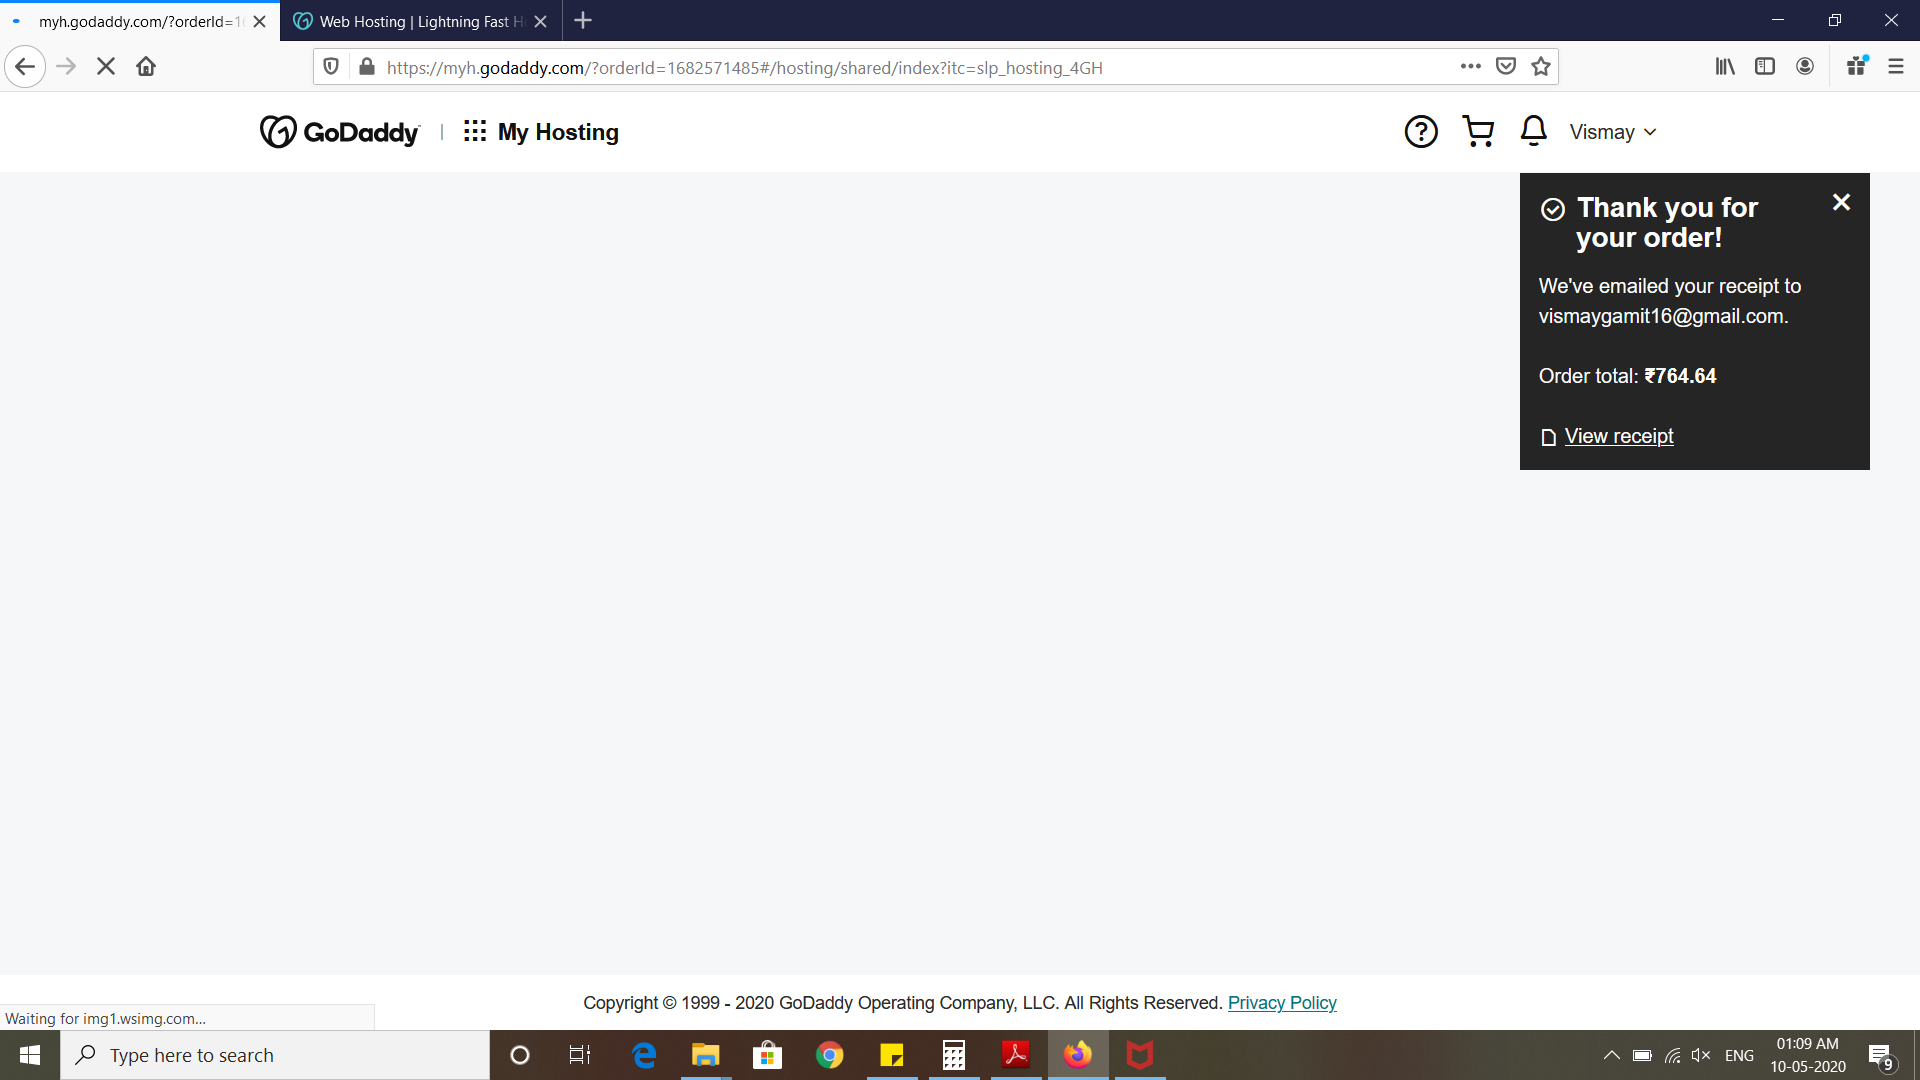 myh.godaddy.com/?orderId=16
Web Hosting | Lightning Fast H
https://myh.godaddy.com/?orderId=1682571485#/hosting/shared/index?itc=slp_hosting_4GH
GoDaddy
My Hosting
Vismay
Thank you for
your order!
We've emailed your receipt to
vismaygamit16@gmail.com.
Order total: ₹764.64
View receipt
Copyright © 1999 - 2020 GoDaddy Operating Company, LLC. All Rights Reserved. Privacy Policy
Waiting for img1.wsimg.com...
Type here to search
ENG
01:09 AM
10-05-2020
9